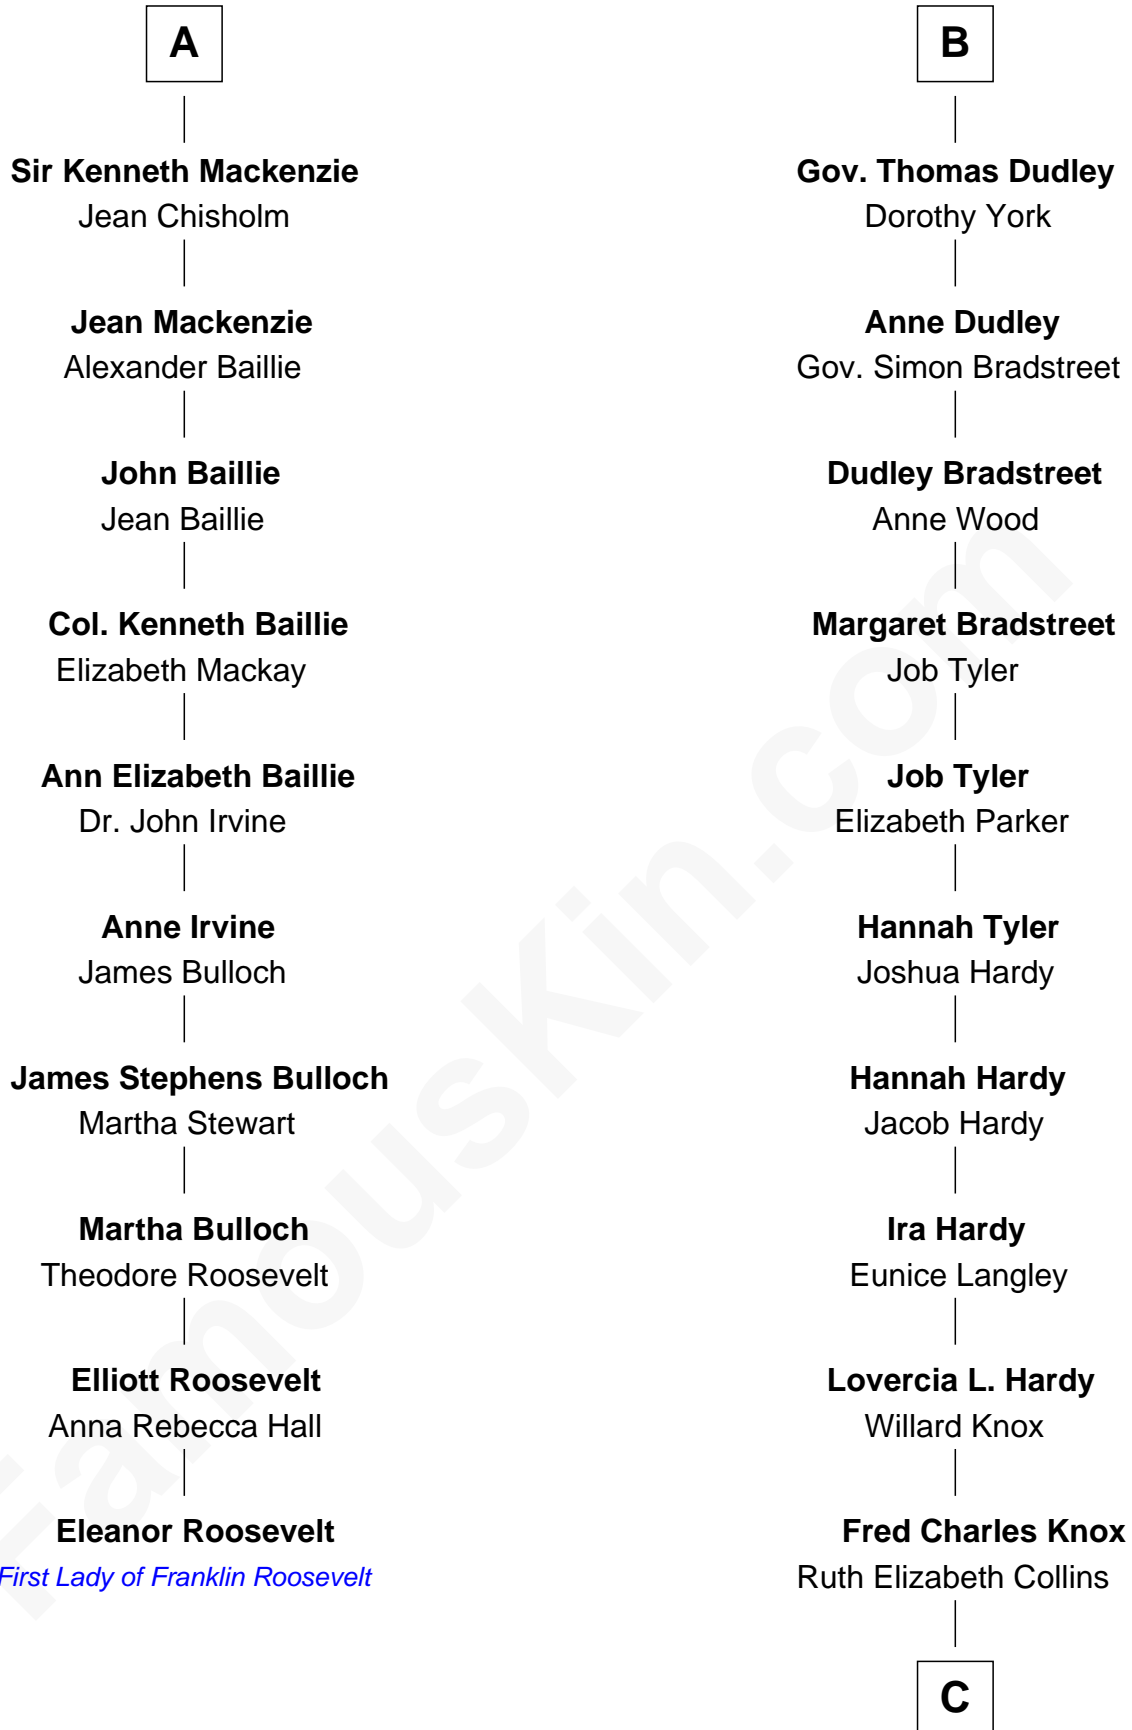 A
Sir Kenneth Mackenzie
Jean Chisholm
Jean Mackenzie
Alexander Baillie
John Baillie
Jean Baillie
Col. Kenneth Baillie
Elizabeth Mackay
Ann Elizabeth Baillie
Dr. John Irvine
Anne Irvine
James Bulloch
James Stephens Bulloch
Martha Stewart
Martha Bulloch
Theodore Roosevelt
Elliott Roosevelt
Anna Rebecca Hall
Eleanor Roosevelt
First Lady of Franklin Roosevelt
B
Gov. Thomas Dudley
Dorothy York
Anne Dudley
Gov. Simon Bradstreet
Dudley Bradstreet
Anne Wood
Margaret Bradstreet
Job Tyler
Job Tyler
Elizabeth Parker
Hannah Tyler
Joshua Hardy
Hannah Hardy
Jacob Hardy
Ira Hardy
Eunice Langley
Lovercia L. Hardy
Willard Knox
Fred Charles Knox
Ruth Elizabeth Collins
C
FamousKin.com